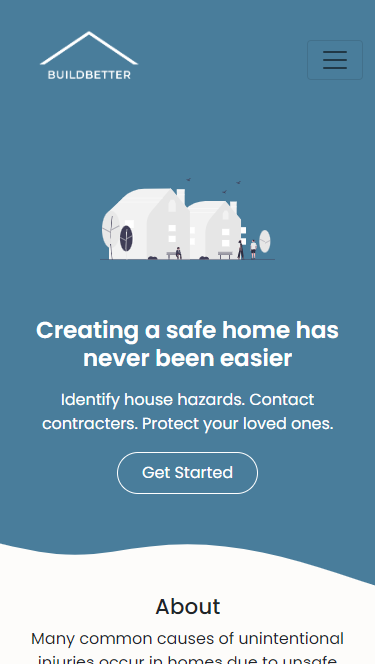 BUILDBETTER
Creating a safe home has
never been easier
Identify house hazards. Contact
contracters. Protect your loved ones.
Get Started
About
Many common causes of unintentional
injuries occur in homes due to unsafe